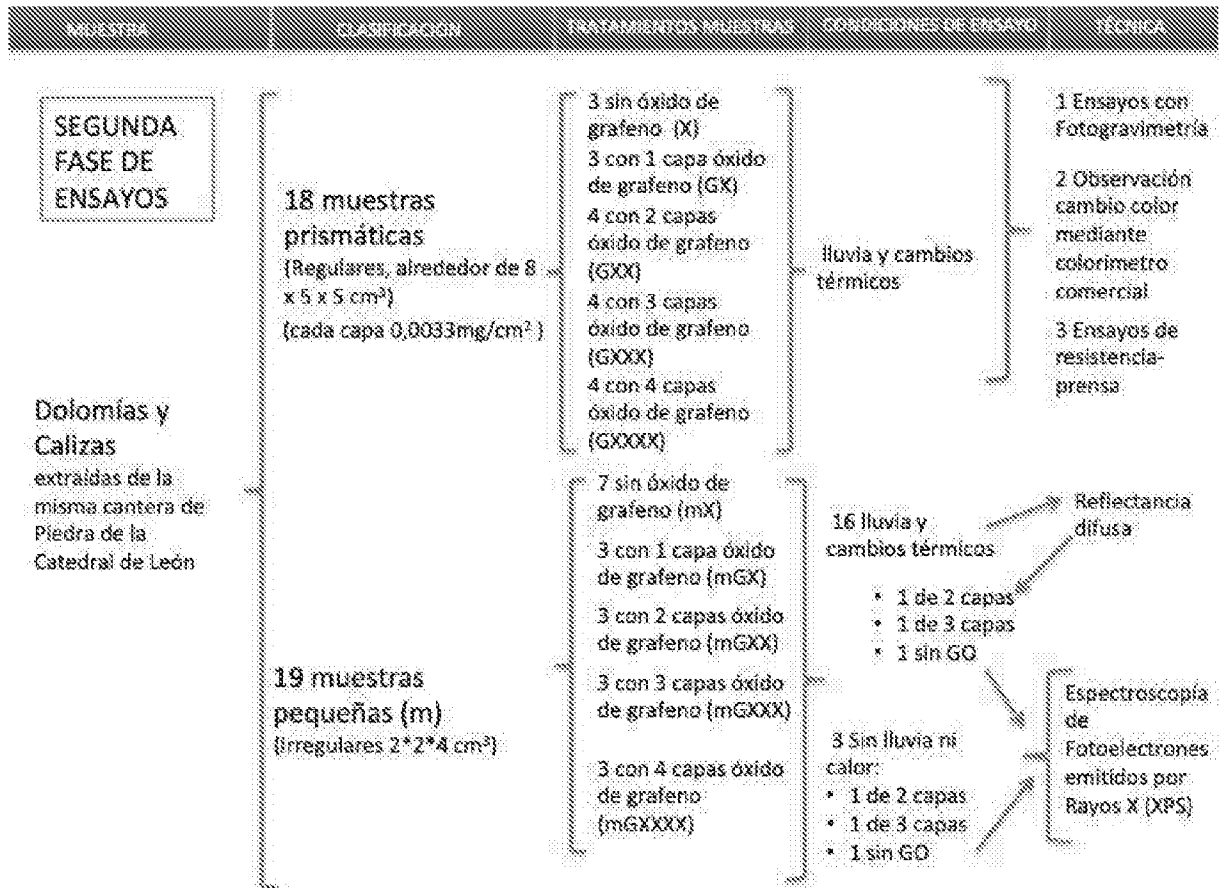 MUESTRA
CLASIFICACIÓN
TRATAMIENTOS MUESTRAS
CONDICIONES DE ENSAYO
TÉCNICA
SEGUNDA
FASE DE
ENSAYOS
Dolomías y
Calizas
extraídas de la
misma cantera de
Piedra de la
Catedral de León
18 muestras
prismáticas
(Regulares, alrededor de 8
x 5 x 5 cm³)
(cada capa 0,0033mg/cm² )
3 sin óxido de
grafeno (X)
3 con 1 capa óxido
de grafeno (GX)
4 con 2 capas
óxido de grafeno
(GXX)
4 con 3 capas
óxido de grafeno
(GXXX)
4 con 4 capas
óxido de grafeno
(GXXXX)
lluvia y cambios
térmicos
1 Ensayos con
Fotogravimetría
2 Observación
cambio color
mediante
colorímetro
comercial
3 Ensayos de
resistencia-
prensa
19 muestras
pequeñas (m)
(Irregulares 2*2*4 cm³)
7 sin óxido de
grafeno (mX)
3 con 1 capa óxido
de grafeno (mGX)
3 con 2 capas óxido
de grafeno (mGXX)
3 con 3 capas óxido
de grafeno (mGXXX)
3 con 4 capas óxido
de grafeno
(mGXXXX)
16 lluvia y
cambios térmicos
• 1 de 2 capas
• 1 de 3 capas
• 1 sin GO
3 Sin lluvia ni
calor:
• 1 de 2 capas
• 1 de 3 capas
• 1 sin GO
Reflectancia
difusa
Espectroscopía
de
Fotoelectrones
emitidos por
Rayos X (XPS)